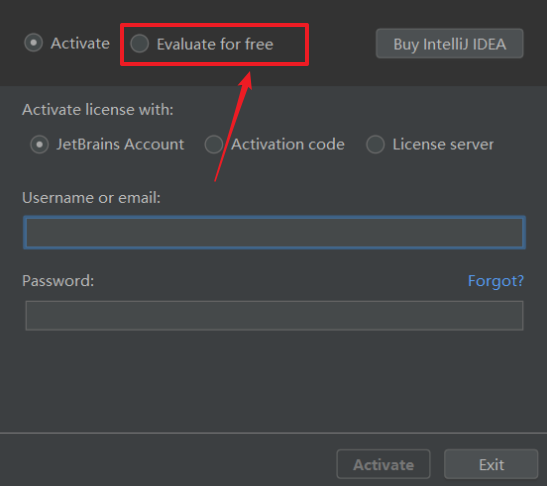 Activate Evaluate for free Buy IntelliJ IDEA
Activate license with:
JetBrains Account Activation code License server
Username or email:
Password: Forgot?
Activate Exit